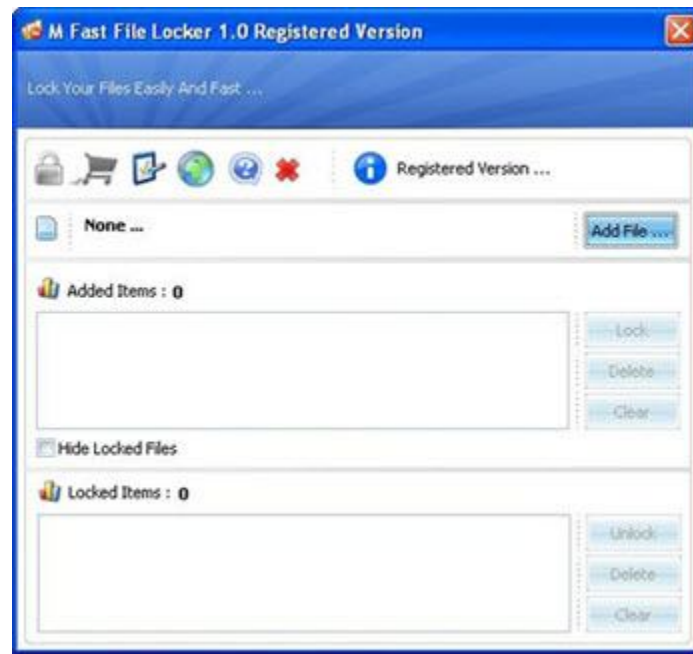 M Fast File Locker 1.0 Registered Version
Lock Your Files Easily And Fast ...
Registered Version ...
None ...
Add File ...
Added Items : 0
Lock
Delete
Clear
Hide Locked Files
Locked Items : 0
Unlock
Delete
Clear